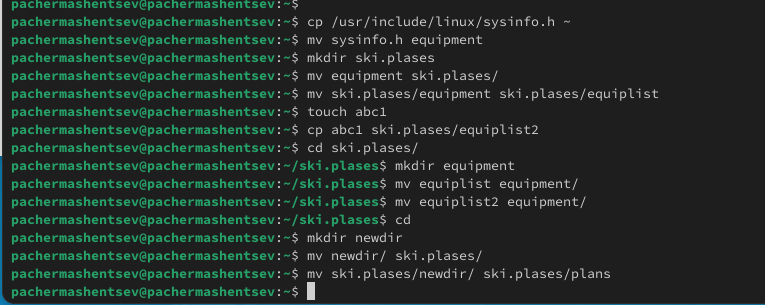 pachermashentsev@pachermashentsev:~$
pachermashentsev@pachermashentsev:~$ cp /usr/include/linux/sysinfo.h ~
pachermashentsev@pachermashentsev:~$ mv sysinfo.h equipment
pachermashentsev@pachermashentsev:~$ mkdir ski.plases
pachermashentsev@pachermashentsev:~$ mv equipment ski.plases/
pachermashentsev@pachermashentsev:~$ mv ski.plases/equipment ski.plases/equiplist
pachermashentsev@pachermashentsev:~$ touch abc1
pachermashentsev@pachermashentsev:~$ cp abc1 ski.plases/equiplist2
pachermashentsev@pachermashentsev:~$ cd ski.plases/
pachermashentsev@pachermashentsev:~/ski.plases$ mkdir equipment
pachermashentsev@pachermashentsev:~/ski.plases$ mv equiplist equipment/
pachermashentsev@pachermashentsev:~/ski.plases$ mv equiplist2 equipment/
pachermashentsev@pachermashentsev:~/ski.plases$ cd
pachermashentsev@pachermashentsev:~$ mkdir newdir
pachermashentsev@pachermashentsev:~$ mv newdir/ ski.plases/
pachermashentsev@pachermashentsev:~$ mv ski.plases/newdir/ ski.plases/plans
pachermashentsev@pachermashentsev:~$